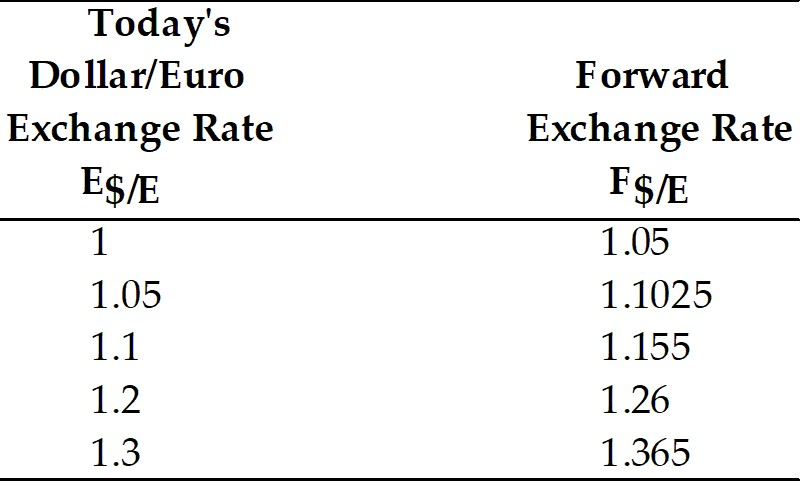 Today's
Dollar/Euro Forward
Exchange Rate Exchange Rate
E$/E F$/E
1 1.05
1.05 1.1025
1.1 1.155
1.2 1.26
1.3 1.365